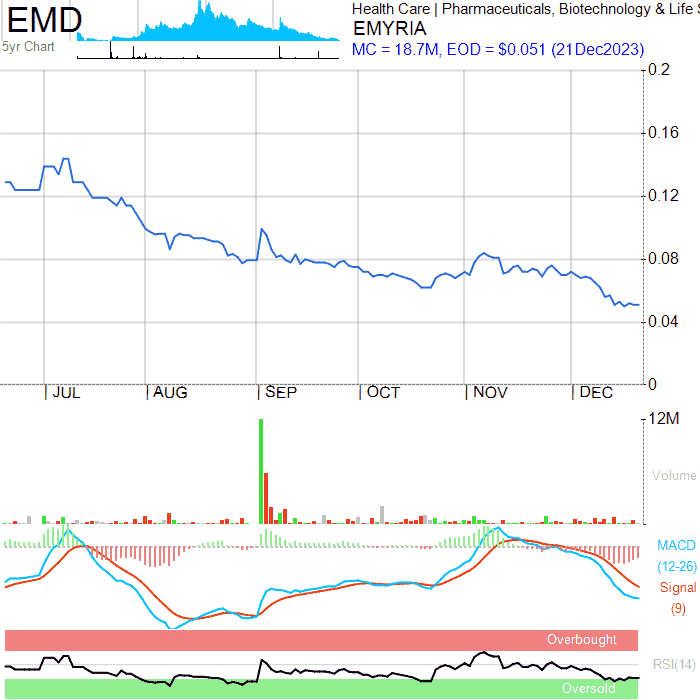 EMD
5yr Chart
Health Care | Pharmaceuticals, Biotechnology & Life
EMYRIA
MC = 18.7M, EOD = $0.051 (21Dec2023)
0.2
0.16
0.12
0.08
0.04
0
JUL AUG SEP OCT NOV DEC
12M
Volume
MACD
(12-26)
Signal
(9)
Overbought
RSI(14)
Oversold